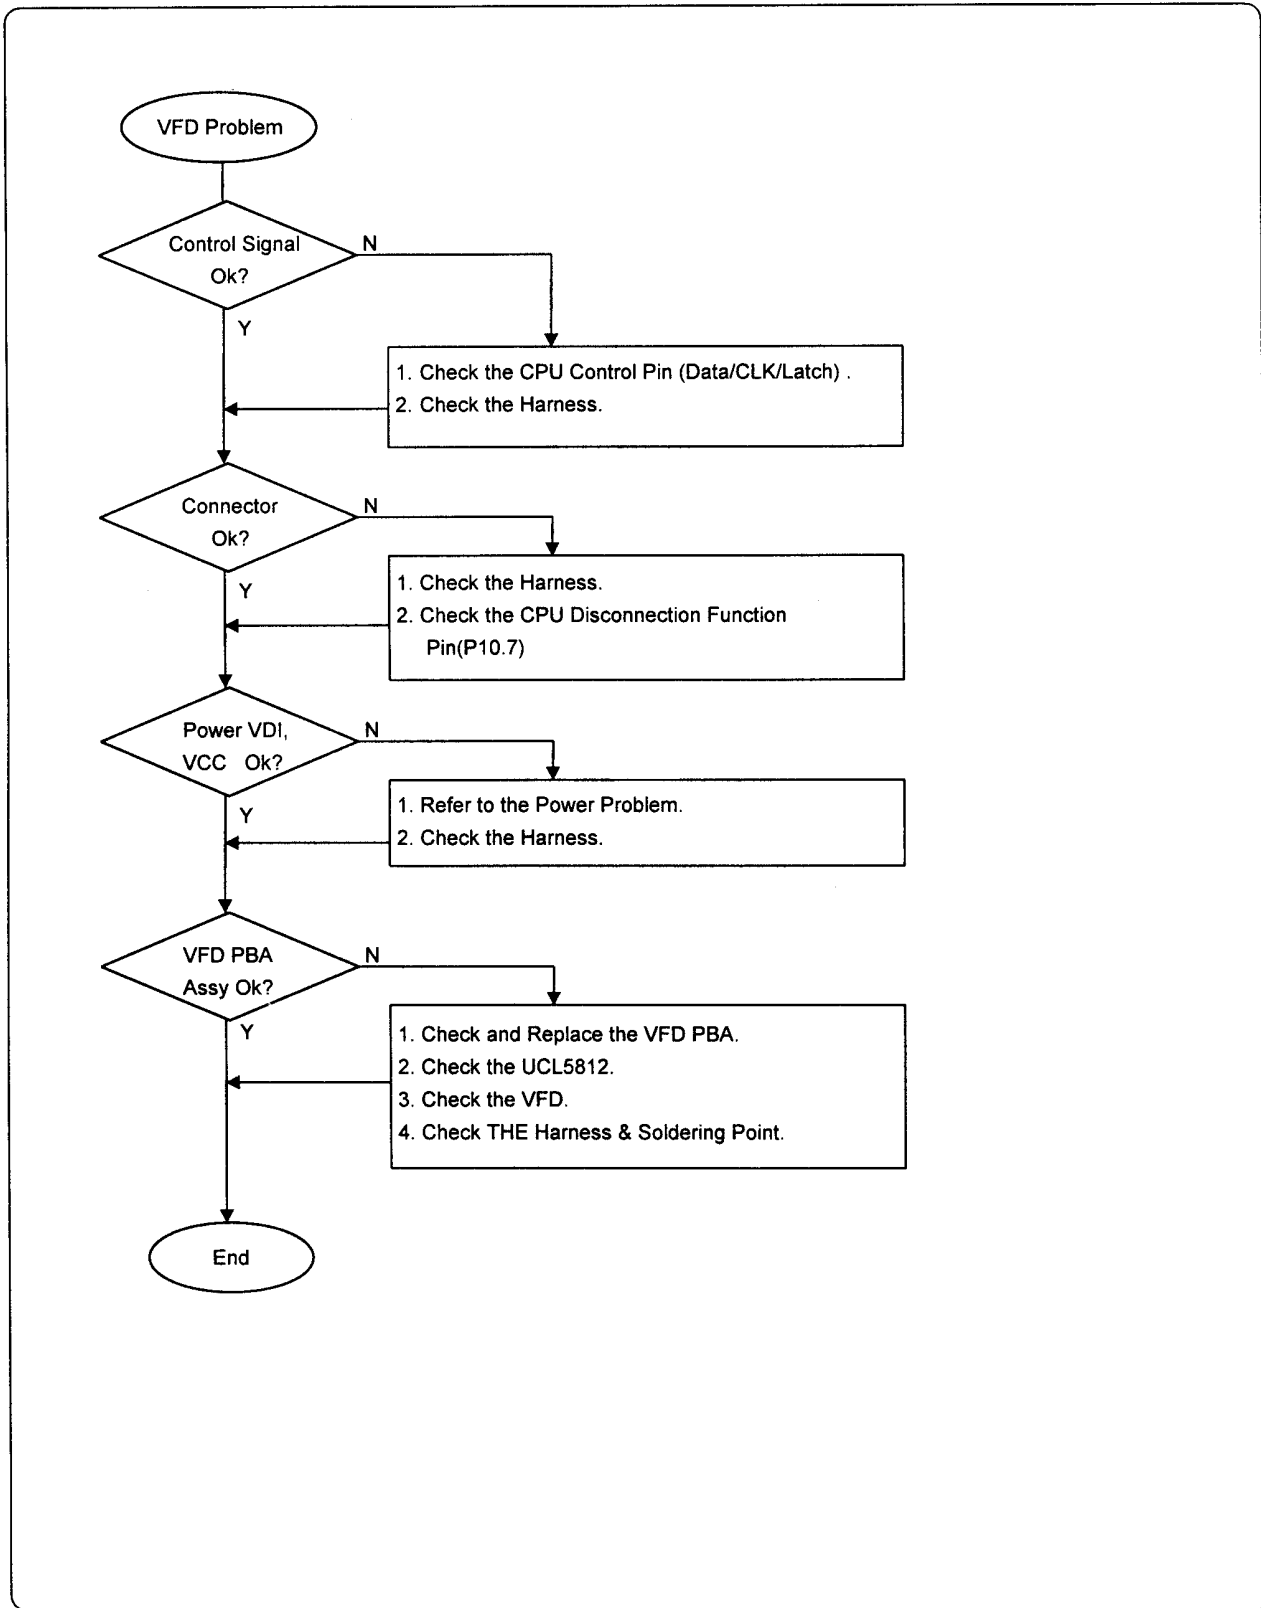 VFD Problem
Control Signal
Ok?
N
Y
1. Check the CPU Control Pin (Data/CLK/Latch) .
2. Check the Harness.
Connector
Ok?
N
Y
1. Check the Harness.
2. Check the CPU Disconnection Function
Pin(P10.7)
Power VDI,
VCC Ok?
N
Y
1. Refer to the Power Problem.
2. Check the Harness.
VFD PBA
Assy Ok?
N
Y
1. Check and Replace the VFD PBA.
2. Check the UCL5812.
3. Check the VFD.
4. Check THE Harness & Soldering Point.
End